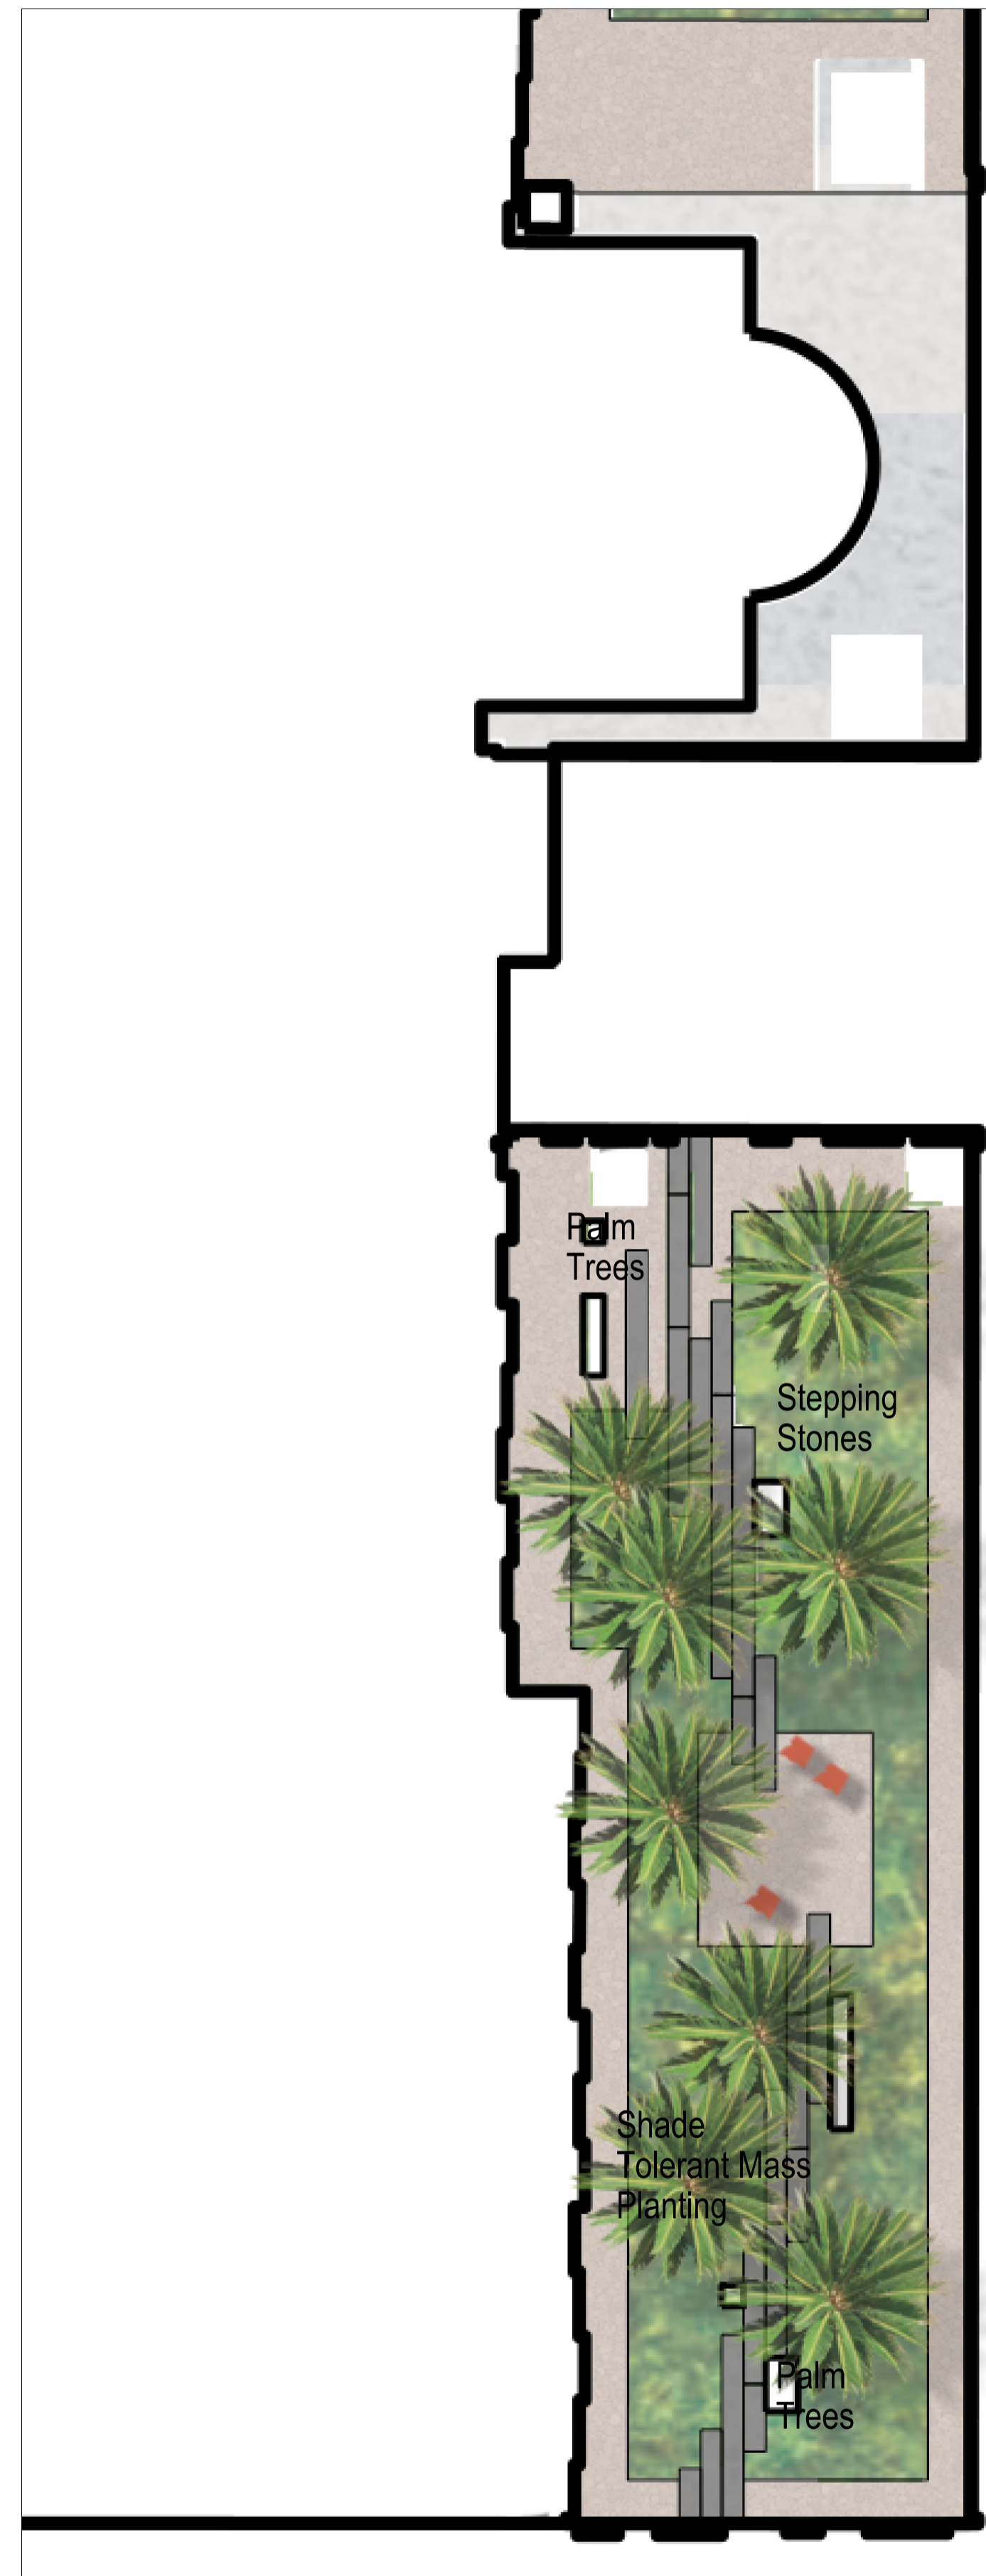 Palm
Trees
Stepping
Stones
Shade
Tolerant Mass
Planting
Palm
Trees